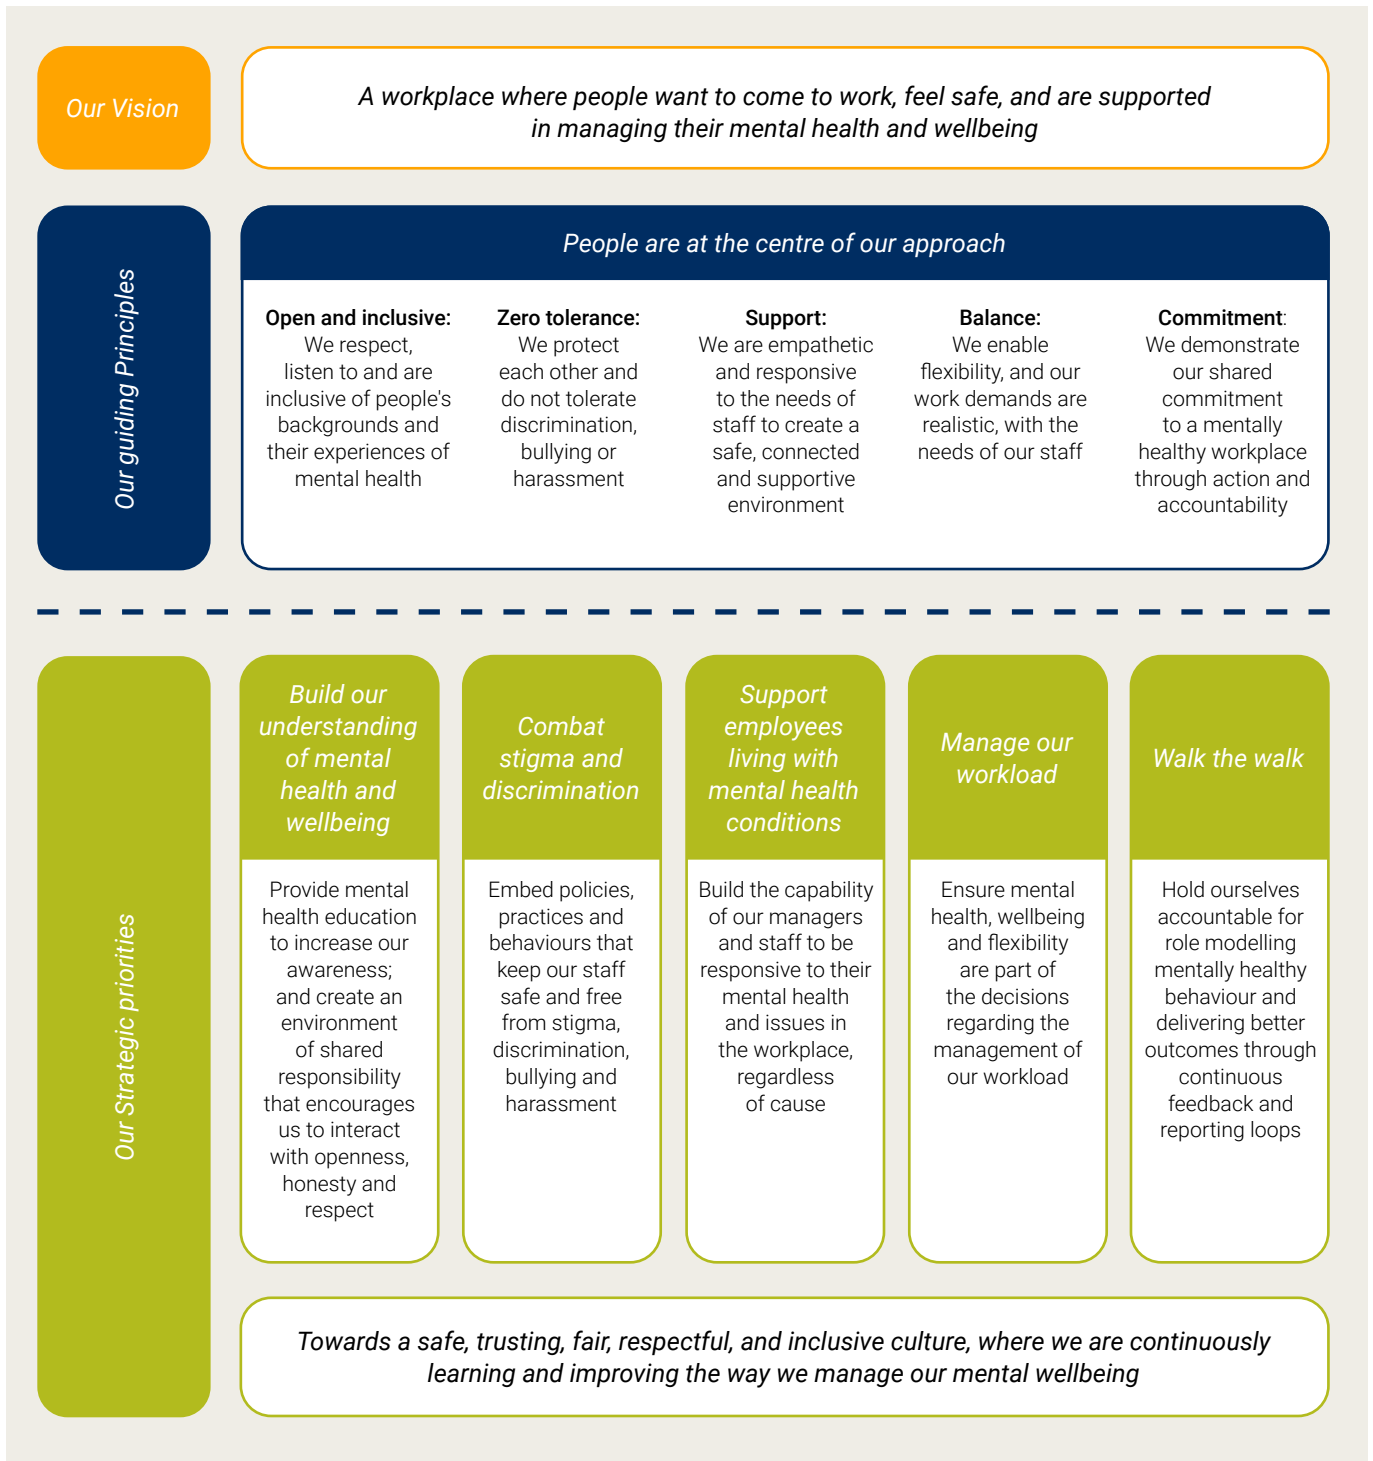 Our Vision
A workplace where people want to come to work, feel safe, and are supported
in managing their mental health and wellbeing
Our guiding Principles
People are at the centre of our approach
Open and inclusive:
We respect,
listen to and are
inclusive of people's
backgrounds and
their experiences of
mental health
Zero tolerance:
We protect
each other and
do not tolerate
discrimination,
bullying or
harassment
Support:
We are empathetic
and responsive
to the needs of
staff to create a
safe, connected
and supportive
environment
Balance:
We enable
flexibility, and our
work demands are
realistic, with the
needs of our staff
Commitment:
We demonstrate
our shared
commitment
to a mentally
healthy workplace
through action and
accountability
Our Strategic priorities
Build our
understanding
of mental
health and
wellbeing
Provide mental
health education
to increase our
awareness;
and create an
environment
of shared
responsibility
that encourages
us to interact
with openness,
honesty and
respect
Combat
stigma and
discrimination
Embed policies,
practices and
behaviours that
keep our staff
safe and free
from stigma,
discrimination,
bullying and
harassment
Support
employees
living with
mental health
conditions
Build the capability
of our managers
and staff to be
responsive to their
mental health
and issues in
the workplace,
regardless
of cause
Manage our
workload
Ensure mental
health, wellbeing
and flexibility
are part of
the decisions
regarding the
management of
our workload
Walk the walk
Hold ourselves
accountable for
role modelling
mentally healthy
behaviour and
delivering better
outcomes through
continuous
feedback and
reporting loops
Towards a safe, trusting, fair, respectful, and inclusive culture, where we are continuously
learning and improving the way we manage our mental wellbeing